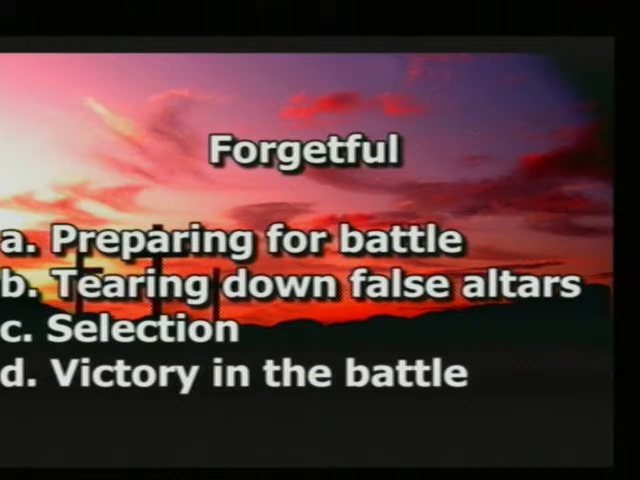 Forgetful
a. Preparing for battle
b. Tearing down false altars
c. Selection
d. Victory in the battle